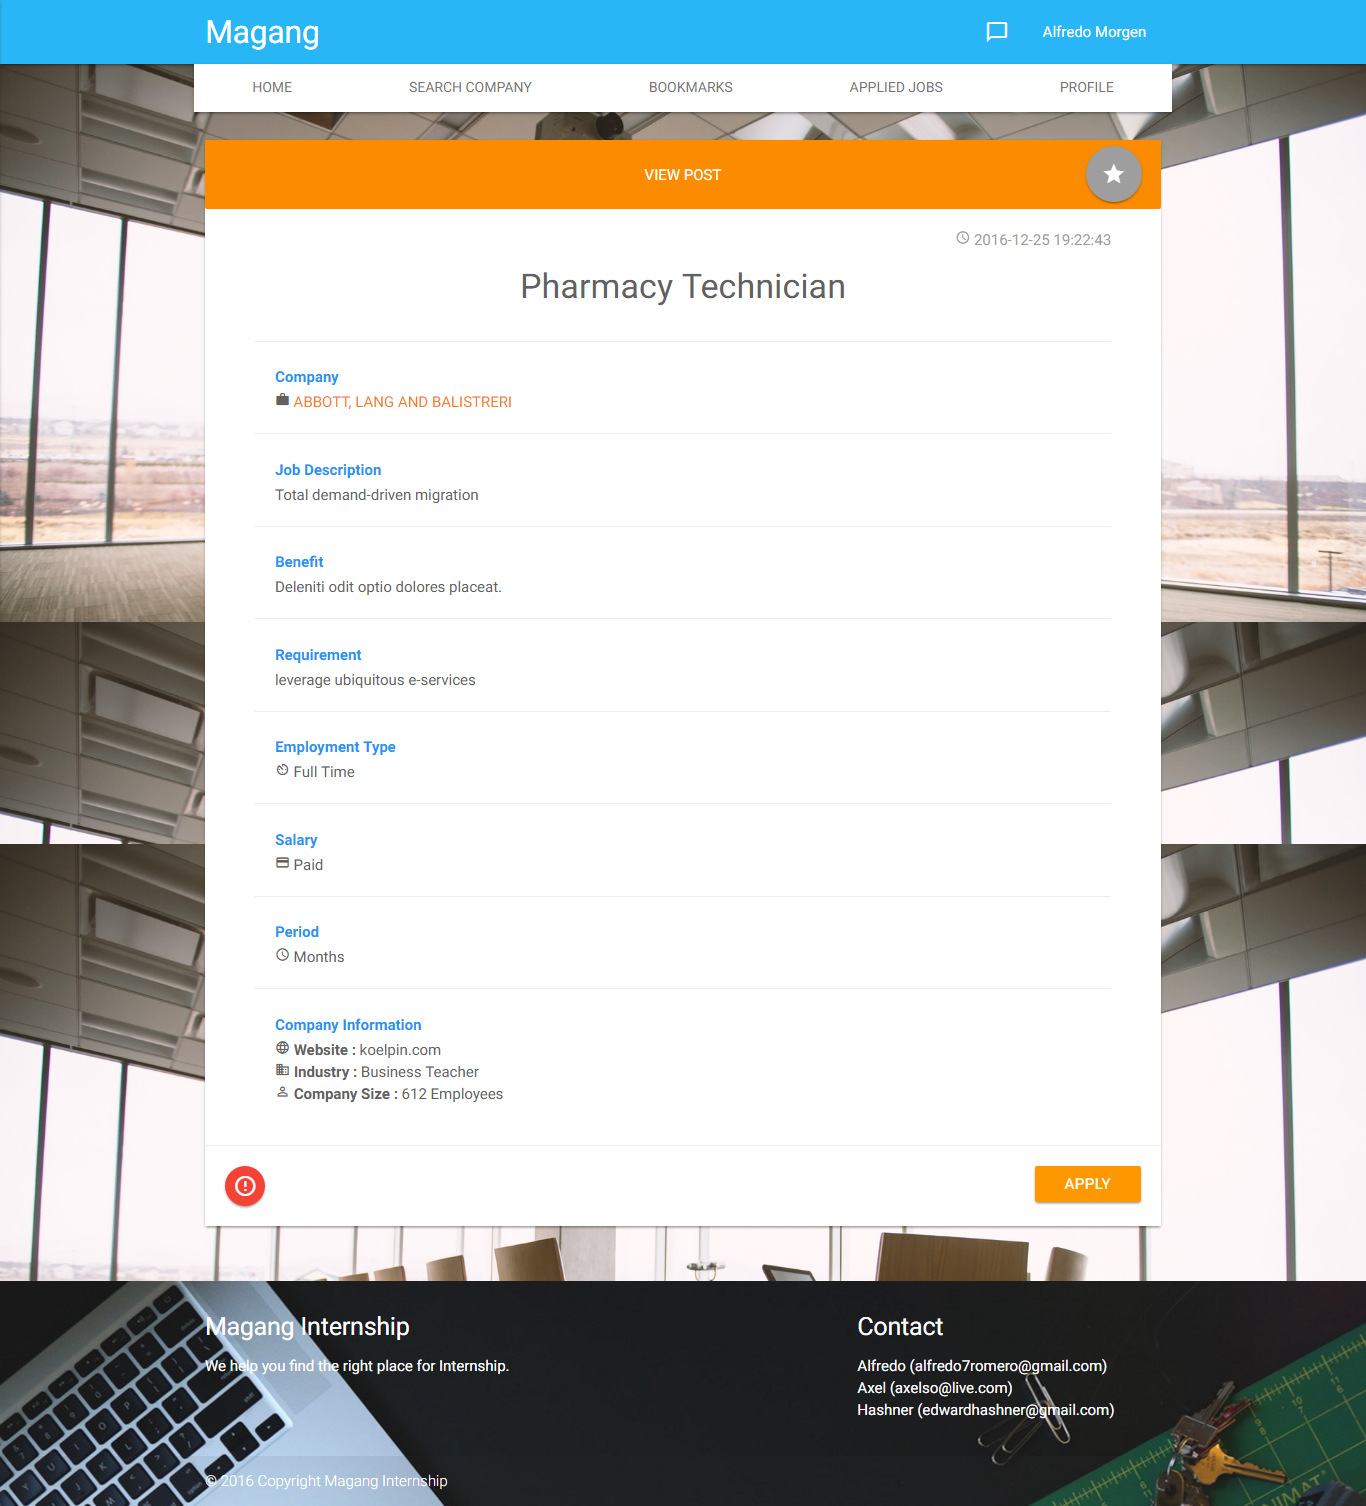 Magang
Alfredo Morgen
HOME
SEARCH COMPANY
BOOKMARKS
APPLIED JOBS
PROFILE
VIEW POST
2016-12-25 19:22:43
Pharmacy Technician
Company
ABBOTT, LANG AND BALISTRERI
Job Description
Total demand-driven migration
Benefit
Deleniti odit optio dolores placeat.
Requirement
leverage ubiquitous e-services
Employment Type
Full Time
Salary
Paid
Period
Months
Company Information
Website : koelpin.com
Industry : Business Teacher
Company Size : 612 Employees
APPLY
Magang Internship
We help you find the right place for Internship.
Contact
Alfredo (alfredo7romero@gmail.com)
Axel (axelso@live.com)
Hashner (edwardhashner@gmail.com)
© 2016 Copyright Magang Internship